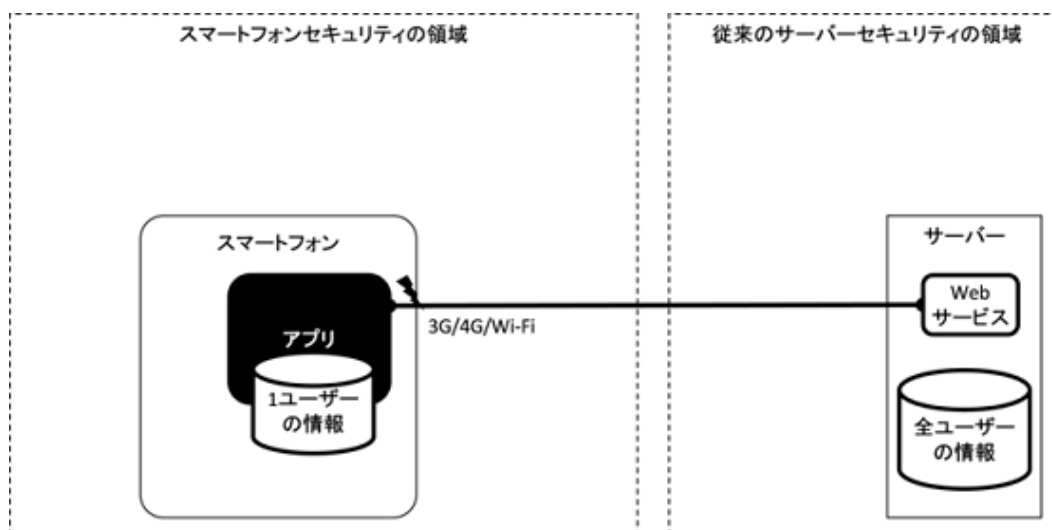 スマートフォンセキュリティの領域
従来のサーバーセキュリティの領域
スマートフォン
アプリ
1ユーザー
の情報
3G/4G/Wi-Fi
サーバー
Web
サービス
全ユーザー
の情報